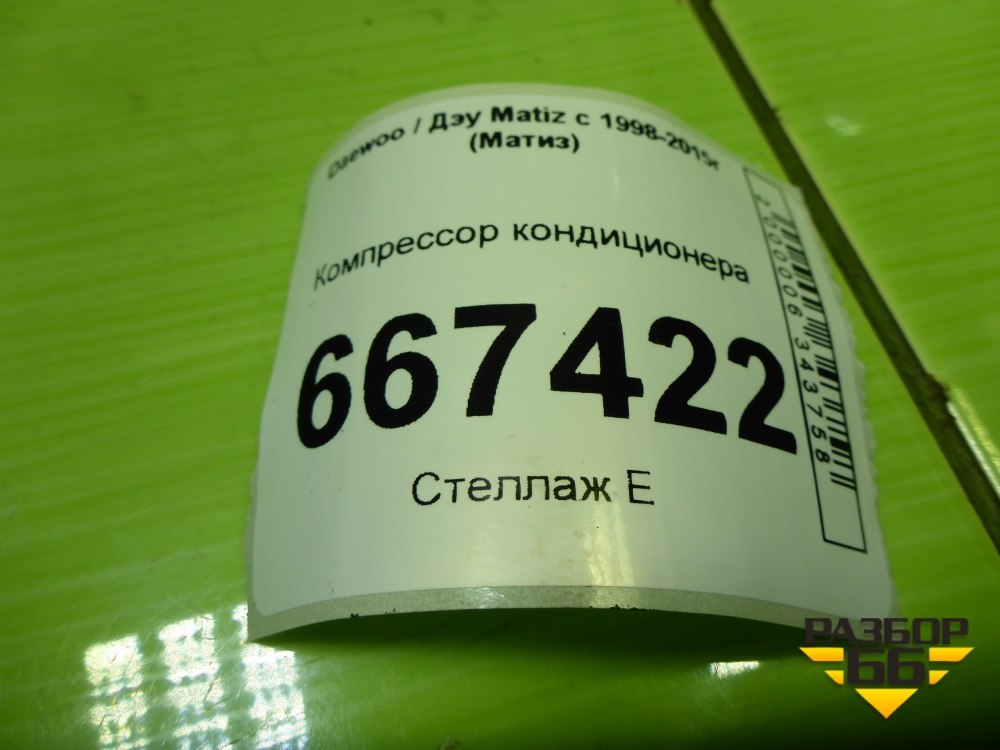 Daewoo / Дэу Matiz с 1998-2015г
(Матиз)
Компрессор кондиционера
667422
Стеллаж Е
2000006343758
РАЗБОР
66